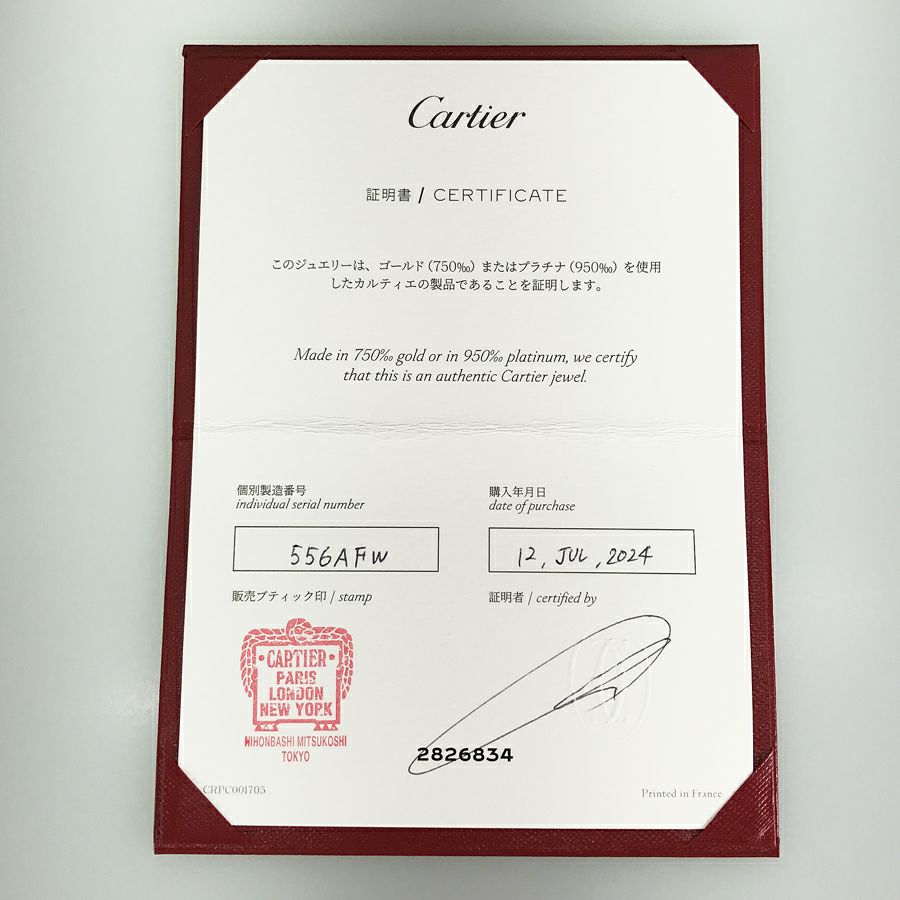 Cartier
証明書 / CERTIFICATE
このジュエリーは、ゴールド（750‰）またはプラチナ（950‰）を使用
したカルティエの製品であることを証明します。
Made in 750‰ gold or in 950‰ platinum, we certify
that this is an authentic Cartier jewel.
個別製造番号
individual serial number
購入年月日
date of purchase
556AFW
12, JUL, 2024
販売ブティック印 / stamp
証明者 / certified by
CARTIER
PARIS
LONDON
NEW YORK
NIHONBASHI MITSUKOSHI
TOKYO
2826834
CRPC001705
Printed in France